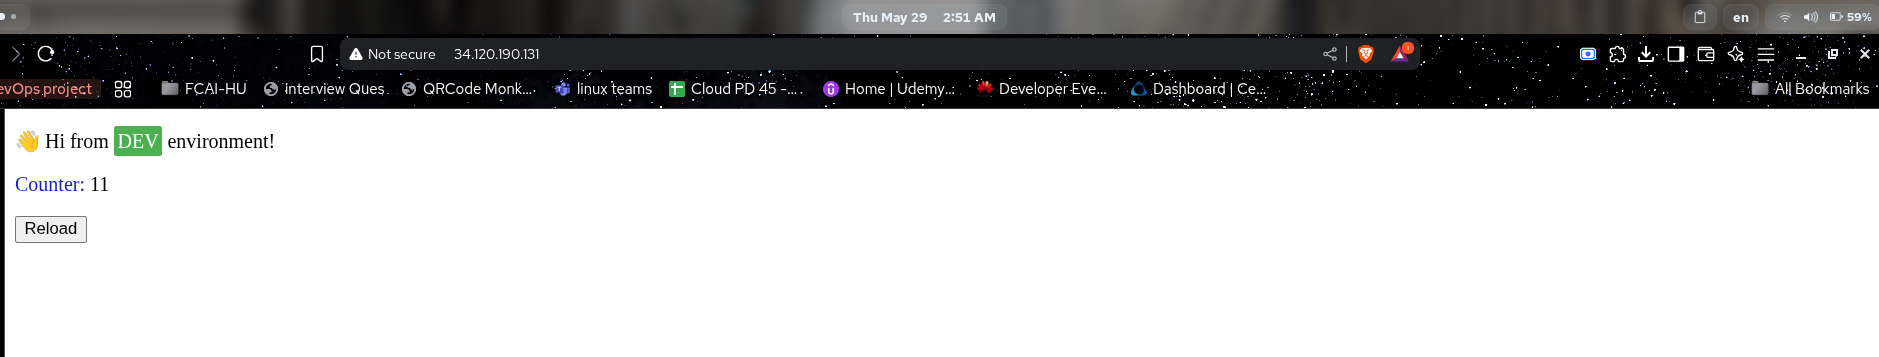 Thu May 29 2:51 AM
en
59%
Not secure 34.120.190.131
evOps project
FCAI-HU
Interview Ques...
QRCode Monk...
linux teams
Cloud PD 45 -...
Home | Udemy...
Developer Eve...
Dashboard | Ce...
All Bookmarks
👋 Hi from DEV environment!
Counter: 11
Reload